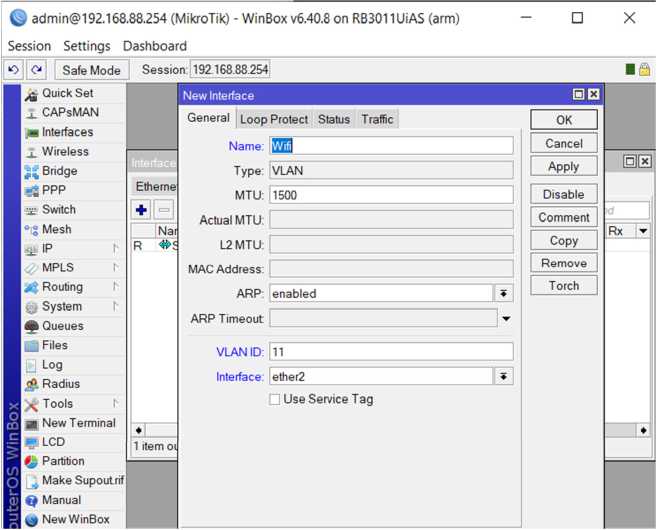 admin@192.168.88.254 (MikroTik) - WinBox v6.40.8 on RB3011UiAS (arm)
Session Settings Dashboard
Safe Mode Session: 192.168.88.254
Quick Set
CAPsMAN
Interfaces
Wireless
Bridge
PPP
Switch
Mesh
IP
MPLS
Routing
System
Queues
Files
Log
Radius
Tools
New Terminal
LCD
Partition
Make Supout.rif
Manual
New WinBox
uterOS WinBox
Interface
Ethernet
Rx
R S
1 item ou
New Interface
General Loop Protect Status Traffic
Name: Wifi
Type: VLAN
MTU: 1500
Actual MTU:
L2 MTU:
MAC Address:
ARP: enabled
ARP Timeout:
VLAN ID: 11
Interface: ether2
Use Service Tag
OK
Cancel
Apply
Disable
Comment
Copy
Remove
Torch